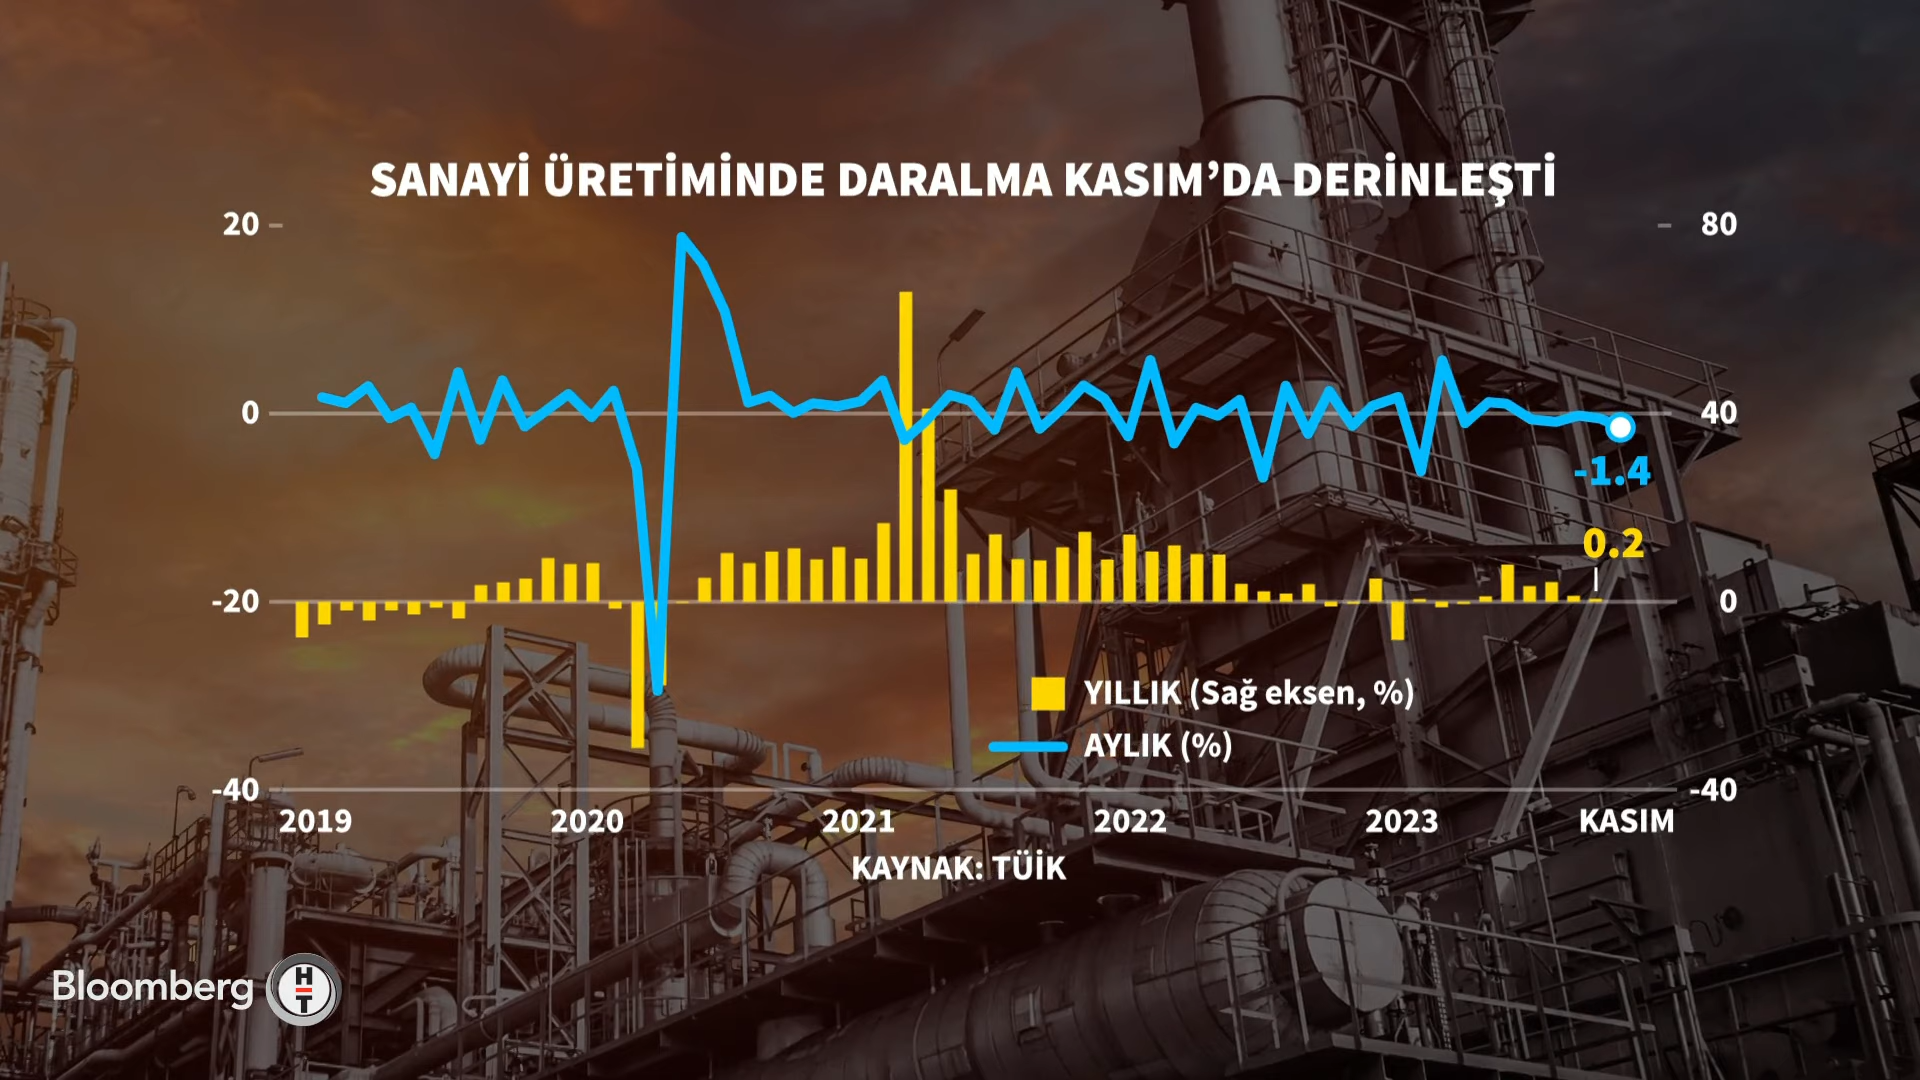 SANAYİ ÜRETİMİNDE DARALMA KASIM’DA DERİNLEŞTİ
20
80
0
40
-1.4
0.2
-20
0
YILLIK (Sağ eksen, %)
AYLIK (%)
-40
-40
2019
2020
2021
2022
2023
KASIM
KAYNAK: TÜİK
Bloomberg HT